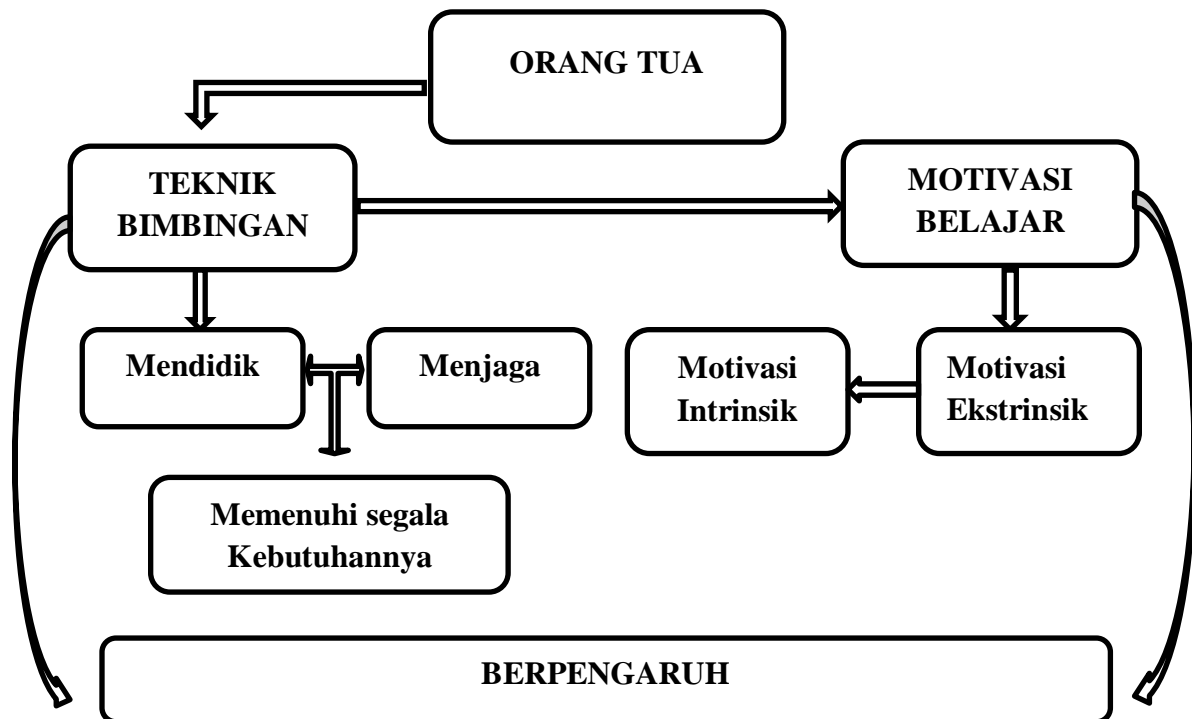 ORANG TUA
TEKNIK
BIMBINGAN
MOTIVASI
BELAJAR
Mendidik
Menjaga
Motivasi
Intrinsik
Motivasi
Ekstrinsik
Memenuhi segala
Kebutuhannya
BERPENGARUH